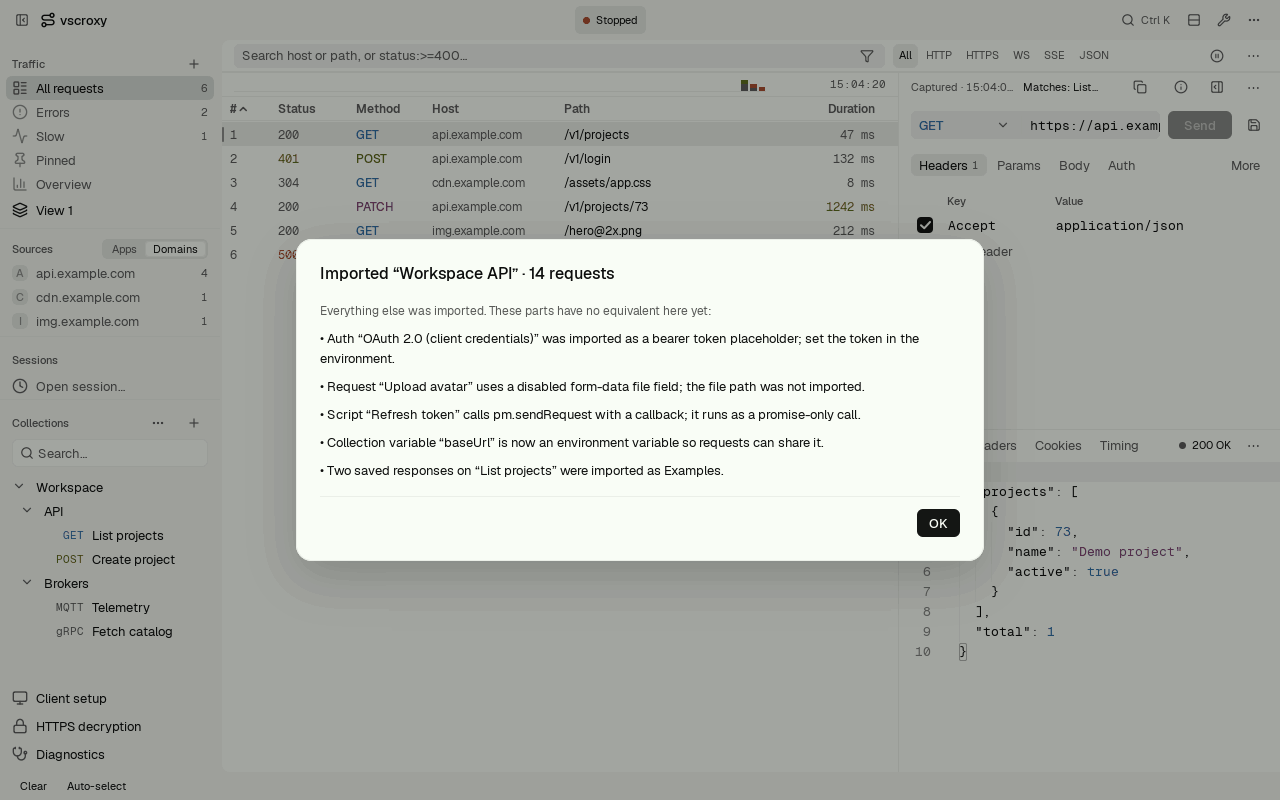 vscroxy
Stopped
Ctrl K
Traffic
All requests 6
Errors 2
Slow 1
Pinned
Overview
View 1
Sources Apps Domains
A api.example.com 4
C cdn.example.com 1
I img.example.com 1
Sessions
Open session…
Collections
Search…
Workspace
API
GET List projects
POST Create project
Brokers
MQTT Telemetry
gRPC Fetch catalog
Client setup
HTTPS decryption
Diagnostics
Clear Auto-select
Search host or path, or status:>=400…
All HTTP HTTPS WS SSE JSON
15:04:20
# Status Method Host Path Duration
1 200 GET api.example.com /v1/projects 47 ms
2 401 POST api.example.com /v1/login 132 ms
3 304 GET cdn.example.com /assets/app.css 8 ms
4 200 PATCH api.example.com /v1/projects/73 1242 ms
5 200 GET img.example.com /hero@2x.png 212 ms
6
Captured · 15:04:0… Matches: List…
GET https://api.examp Send
Headers 1 Params Body Auth More
Key Value
Accept application/json
Imported “Workspace API” · 14 requests
Everything else was imported. These parts have no equivalent here yet:
• Auth “OAuth 2.0 (client credentials)” was imported as a bearer token placeholder; set the token in the
environment.
• Request “Upload avatar” uses a disabled form-data file field; the file path was not imported.
• Script “Refresh token” calls pm.sendRequest with a callback; it runs as a promise-only call.
• Collection variable “baseUrl” is now an environment variable so requests can share it.
• Two saved responses on “List projects” were imported as Examples.
OK
Cookies Timing 200 OK
projects": [
{
"id": 73,
"name": "Demo project",
6 "active": true
7 }
8 ],
9 "total": 1
10 }